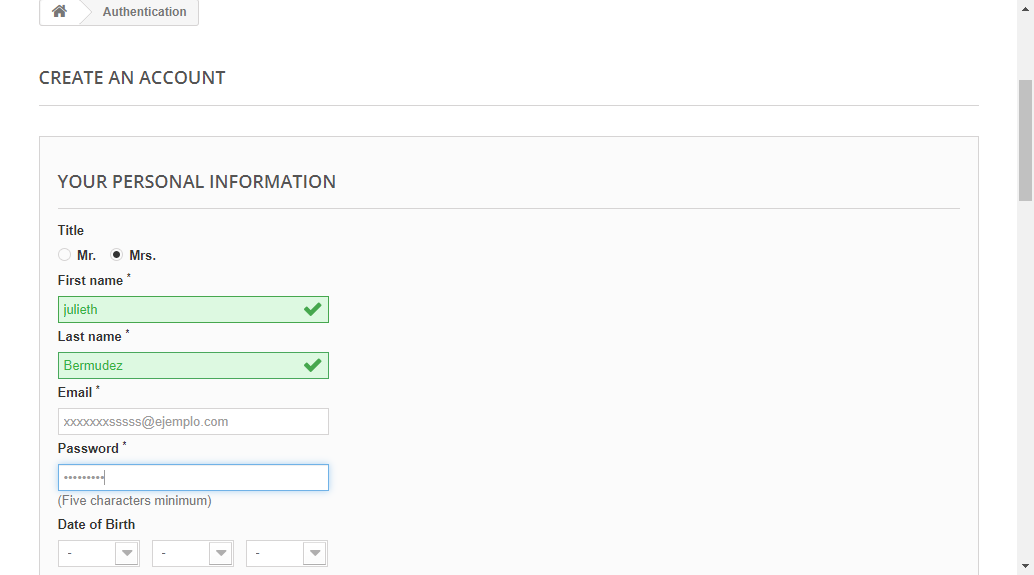 Authentication
CREATE AN ACCOUNT
YOUR PERSONAL INFORMATION
Title
Mr. Mrs.
First name *
julieth
Last name *
Bermudez
Email *
xxxxxxxsssss@ejemplo.com
Password *
•••••••••
(Five characters minimum)
Date of Birth
- - -